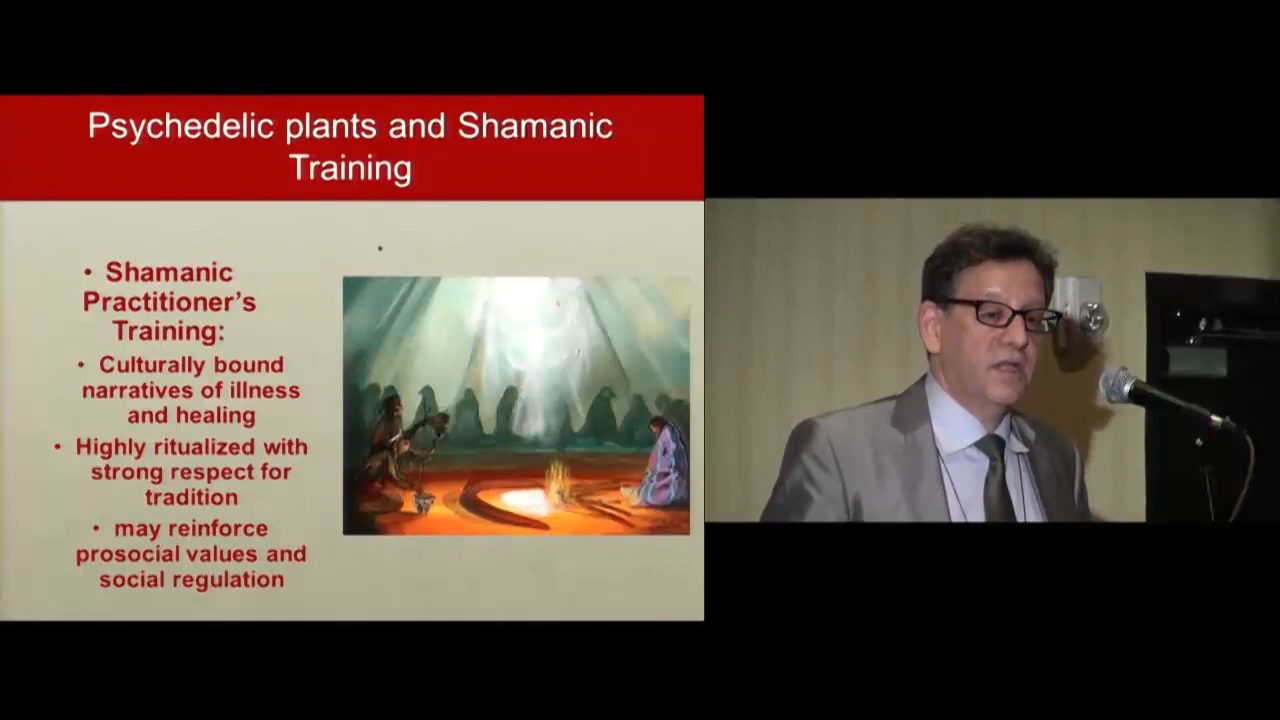 Psychedelic plants and Shamanic
Training
• Shamanic
Practitioner's
Training:
• Culturally bound
narratives of illness
and healing
• Highly ritualized with
strong respect for
tradition
• may reinforce
prosocial values and
social regulation